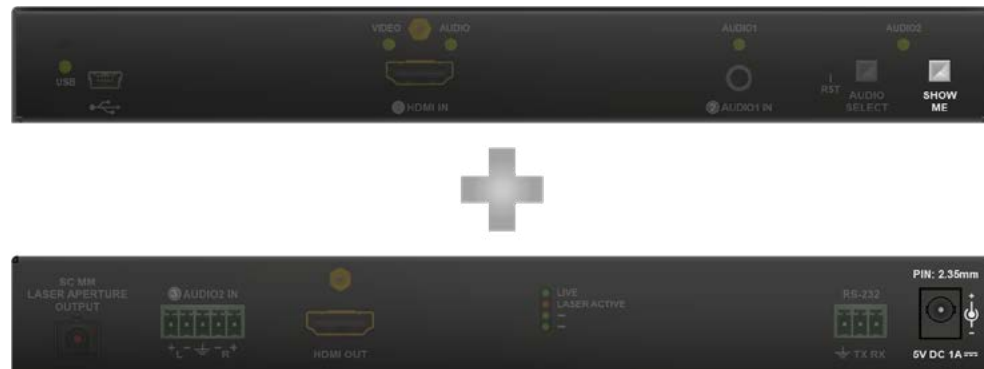 VIDEO AUDIO AUDIO1 AUDIO2
USB
RST
① HDMI IN ② AUDIO1 IN AUDIO SELECT SHOW ME
PIN: 2.35mm
SC MM
LASER APERTURE
OUTPUT
③ AUDIO2 IN
LIVE
LASER ACTIVE
RS-232
+ L - ⏚ - R +
HDMI OUT
TX RX
5V DC 1A